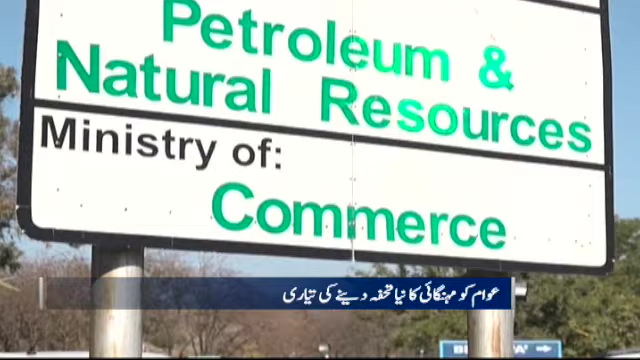 Petroleum &
Natural Resources
Ministry of:
Commerce
عوام کو مہنگائی کا نیا تحفہ دینے کی تیاری